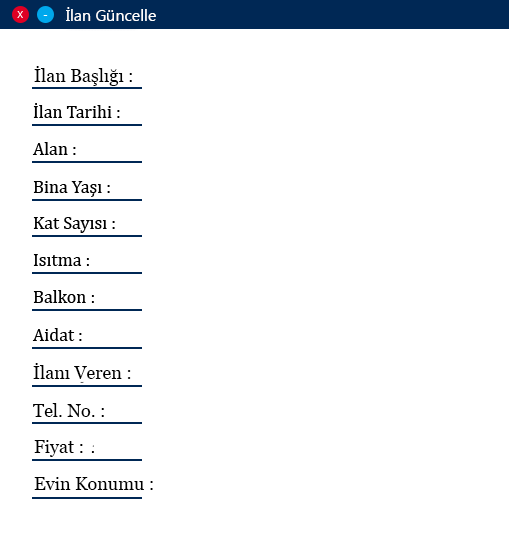 x - İlan Güncelle
İlan Başlığı :
İlan Tarihi :
Alan :
Bina Yaşı :
Kat Sayısı :
Isıtma :
Balkon :
Aidat :
İlanı Veren :
Tel. No. :
Fiyat : :
Evin Konumu :